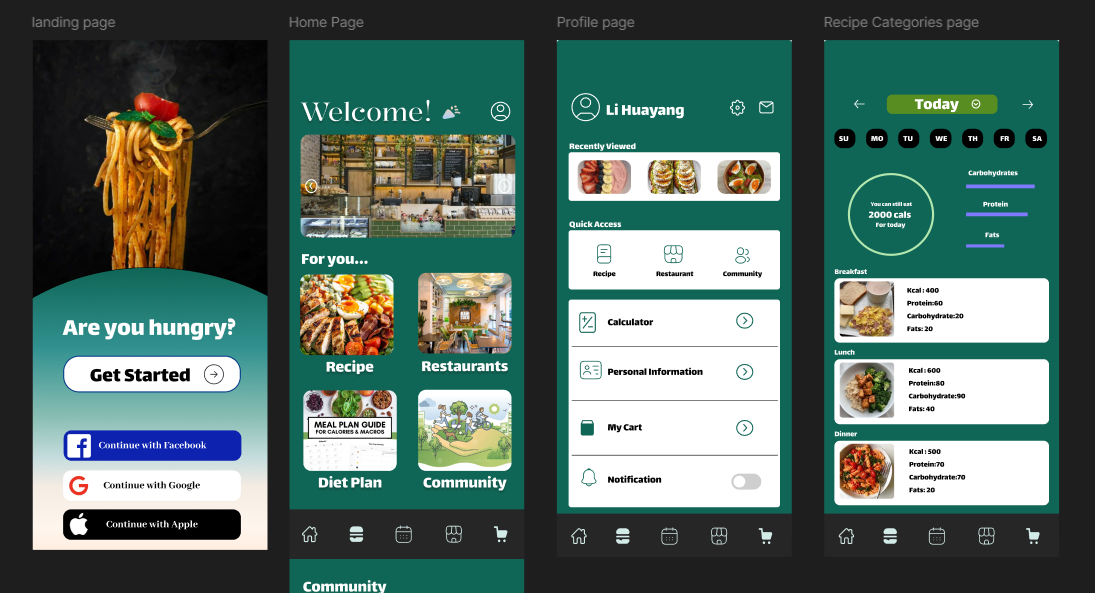 landing page
Are you hungry?
Get Started
Continue with Facebook
Continue with Google
Continue with Apple
Home Page
Welcome!
For you...
Recipe
Restaurants
MEAL PLAN GUIDE
FOR CALORIES & MACROS
Diet Plan
Community
Community
Profile page
Li Huayang
Recently Viewed
Quick Access
Recipe
Restaurant
Community
Calculator
Personal Information
My Cart
Notification
Recipe Categories page
Today
SU MO TU WE TH FR SA
You can still eat
2000 cals
For today
Carbohydrates
Protein
Fats
Breakfast
Kcal : 400
Protein:60
Carbohydrate:20
Fats: 20
Lunch
Kcal : 600
Protein:80
Carbohydrate:90
Fats: 40
Dinner
Kcal : 500
Protein:70
Carbohydrate:70
Fats: 20